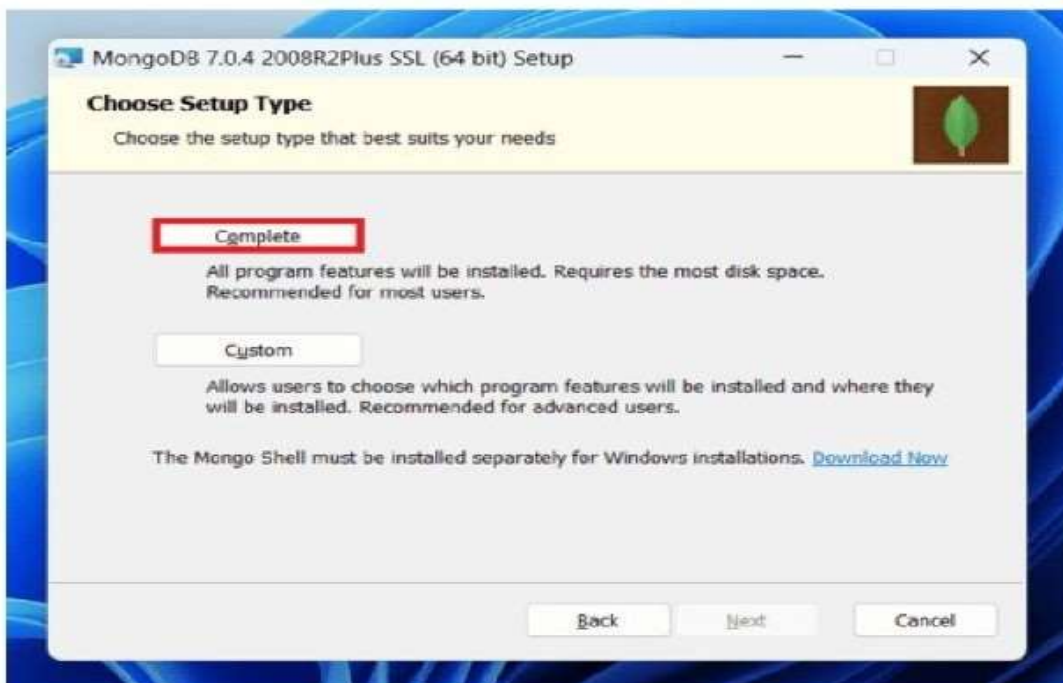 MongoDB 7.0.4 2008R2Plus SSL (64 bit) Setup
Choose Setup Type
Choose the setup type that best suits your needs
Complete
All program features will be installed. Requires the most disk space.
Recommended for most users.
Custom
Allows users to choose which program features will be installed and where they
will be installed. Recommended for advanced users.
The Mongo Shell must be installed separately for Windows installations. Download Now
Back Next Cancel